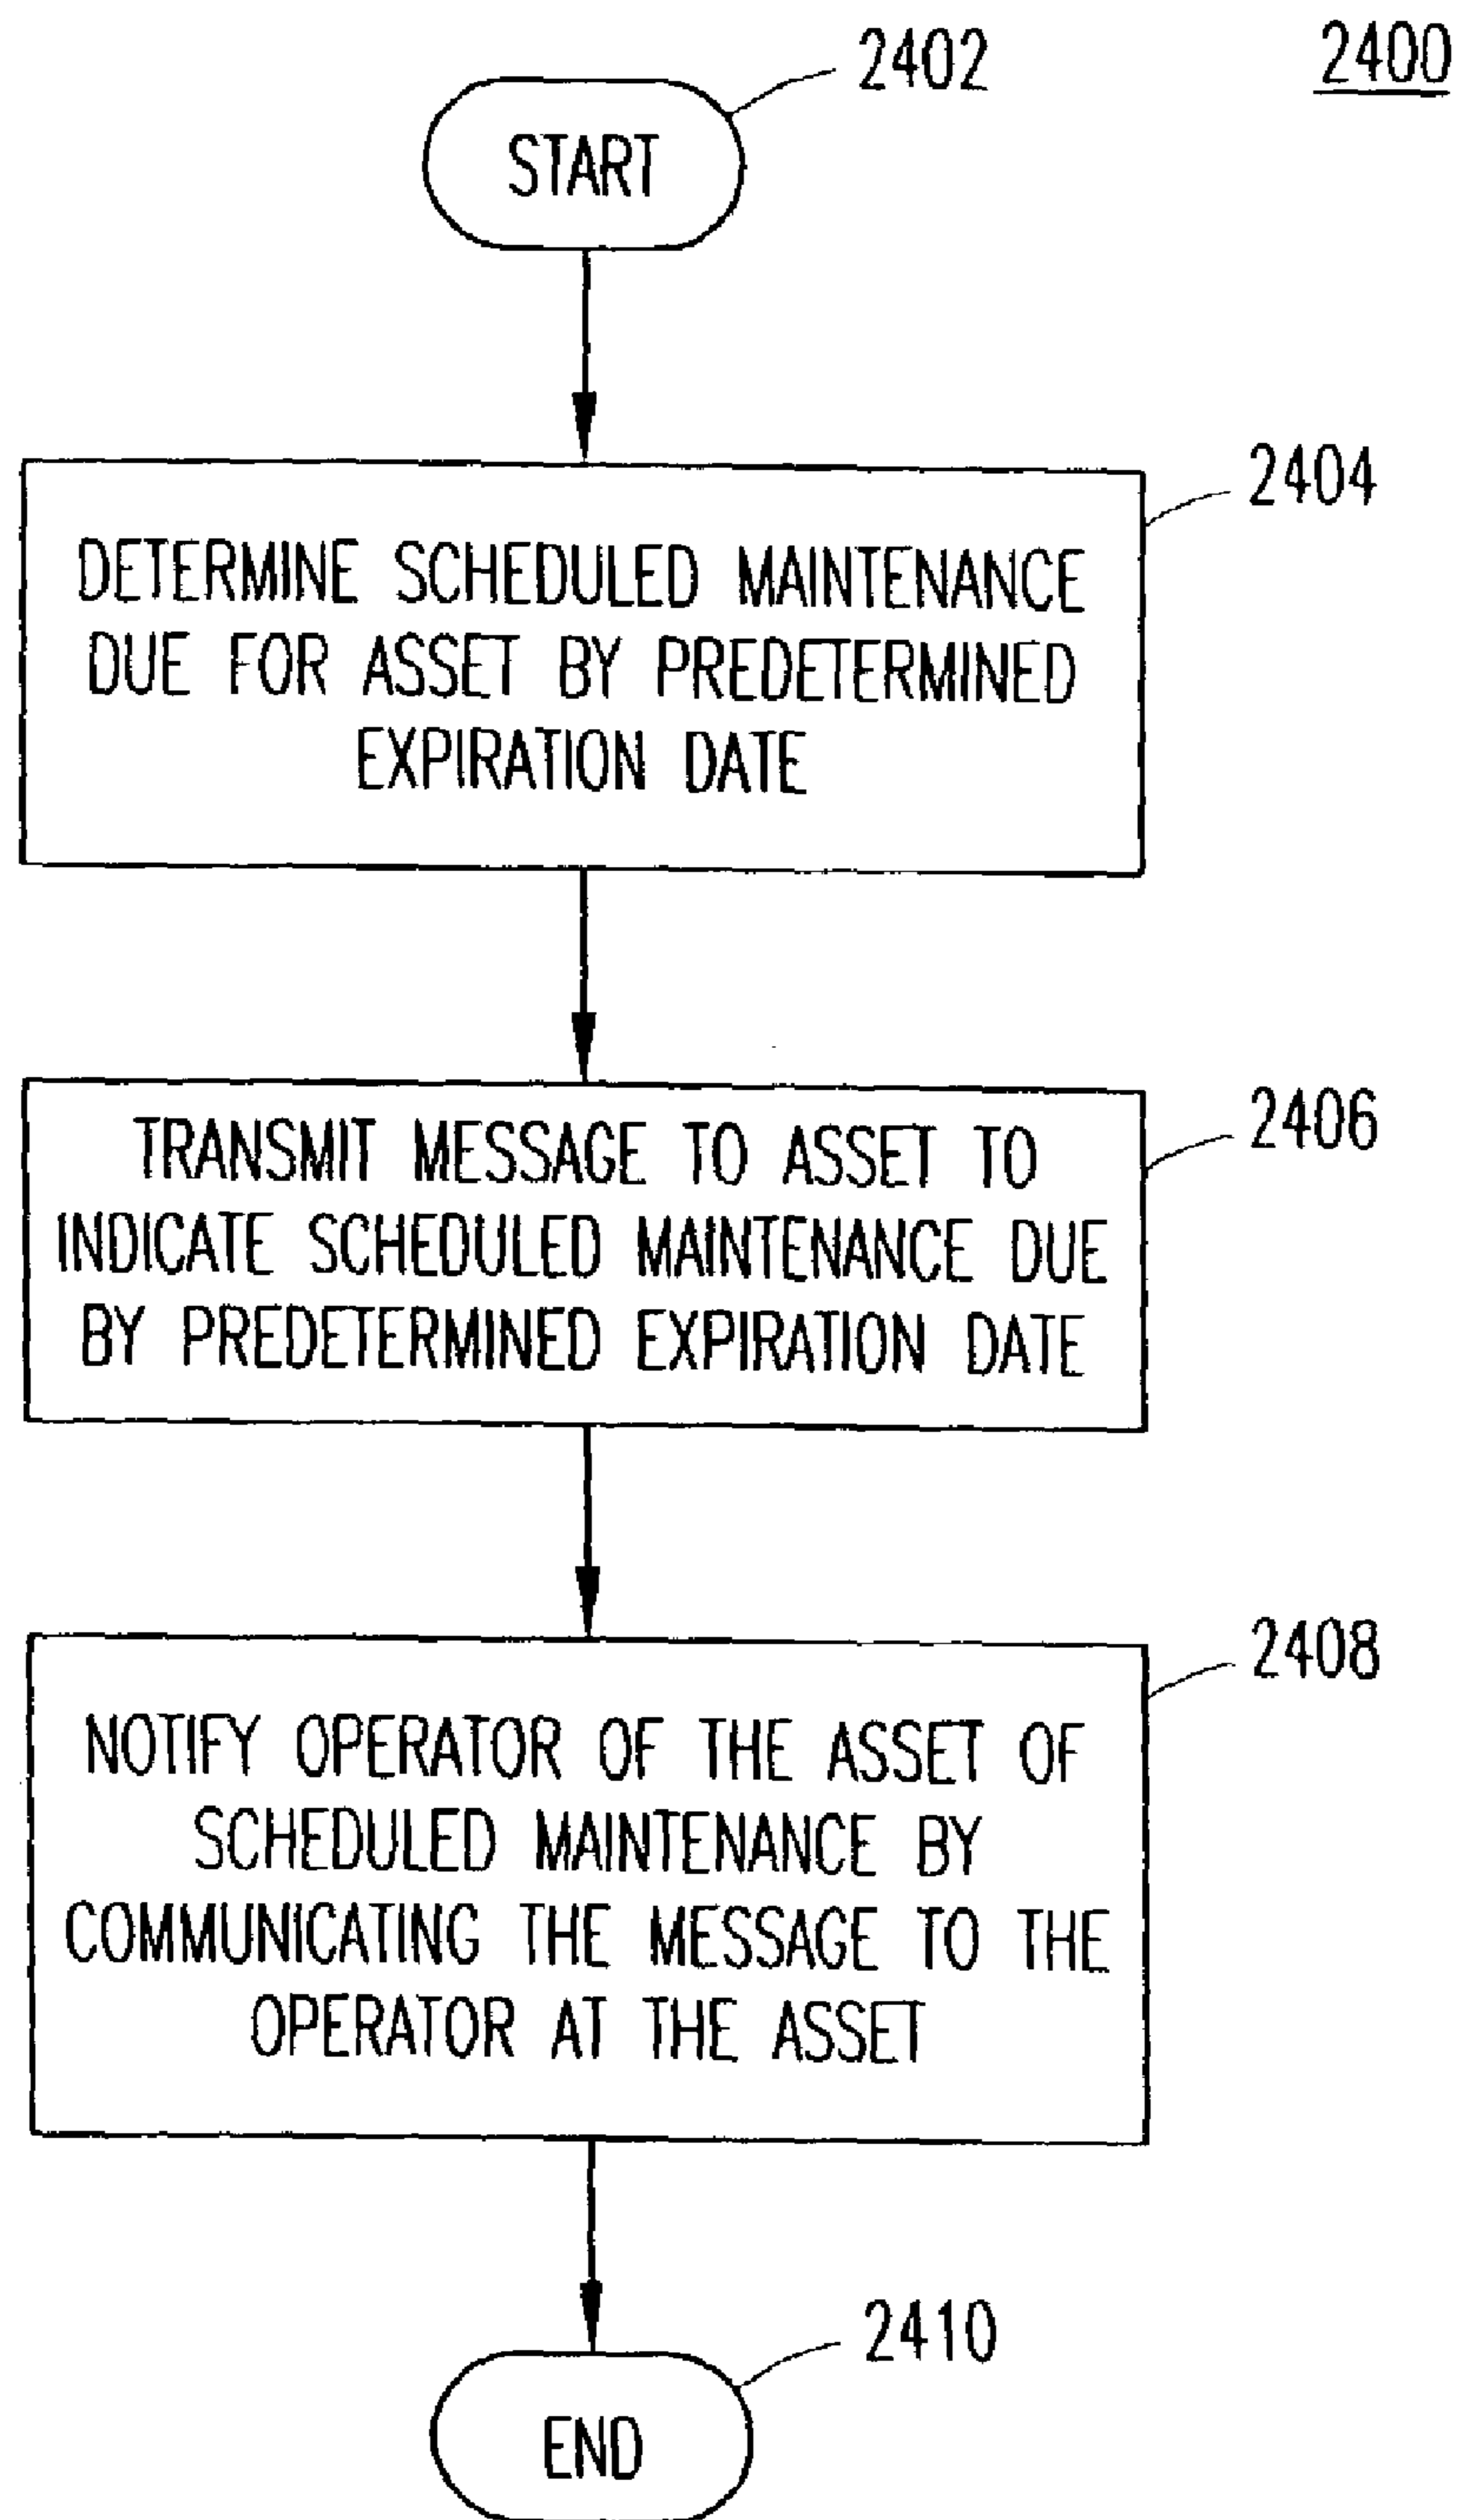 2402
2400
START
2404
DETERMINE SCHEDULED MAINTENANCE
DUE FOR ASSET BY PREDETERMINED
EXPIRATION DATE
2406
TRANSMIT MESSAGE TO ASSET TO
INDICATE SCHEDULED MAINTENANCE DUE
BY PREDETERMINED EXPIRATION DATE
2408
NOTIFY OPERATOR OF THE ASSET OF
SCHEDULED MAINTENANCE BY
COMMUNICATING THE MESSAGE TO THE
OPERATOR AT THE ASSET
2410
END